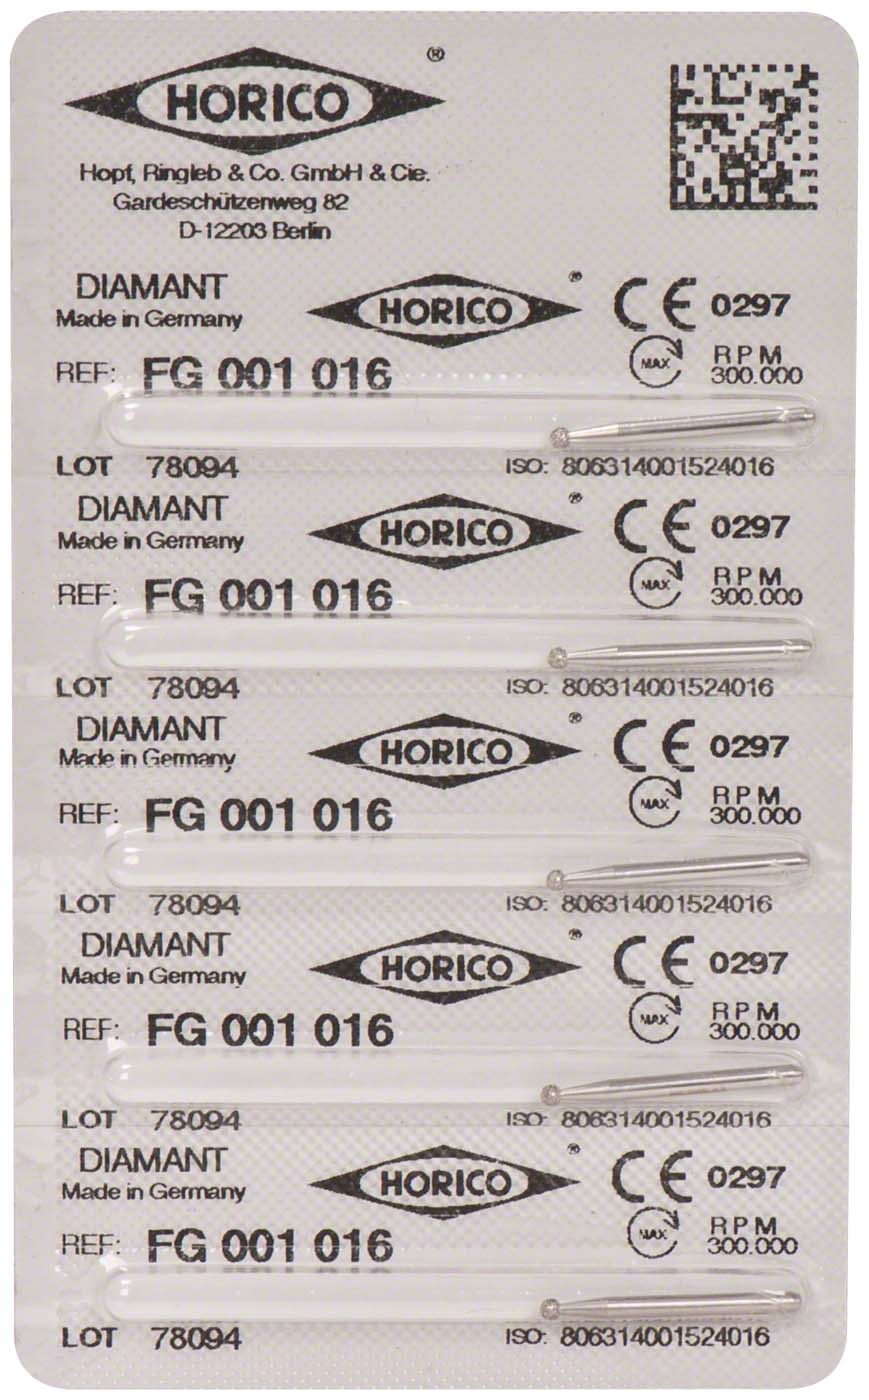 HORICO ®
Hopf, Ringleb & Co. GmbH & Cie.
Gardeschützenweg 82
D-12203 Berlin
DIAMANT HORICO ® CE 0297
Made in Germany
REF: FG 001 016 MAX RPM
300.000
LOT 78094 ISO: 806314001524016
DIAMANT HORICO ® CE 0297
Made in Germany
REF: FG 001 016 MAX RPM
300.000
LOT 78094 ISO: 806314001524016
DIAMANT HORICO ® CE 0297
Made in Germany
REF: FG 001 016 MAX RPM
300.000
LOT 78094 ISO: 806314001524016
DIAMANT HORICO ® CE 0297
Made in Germany
REF: FG 001 016 MAX RPM
300.000
LOT 78094 ISO: 806314001524016
DIAMANT HORICO ® CE 0297
Made in Germany
REF: FG 001 016 MAX RPM
300.000
LOT 78094 ISO: 806314001524016